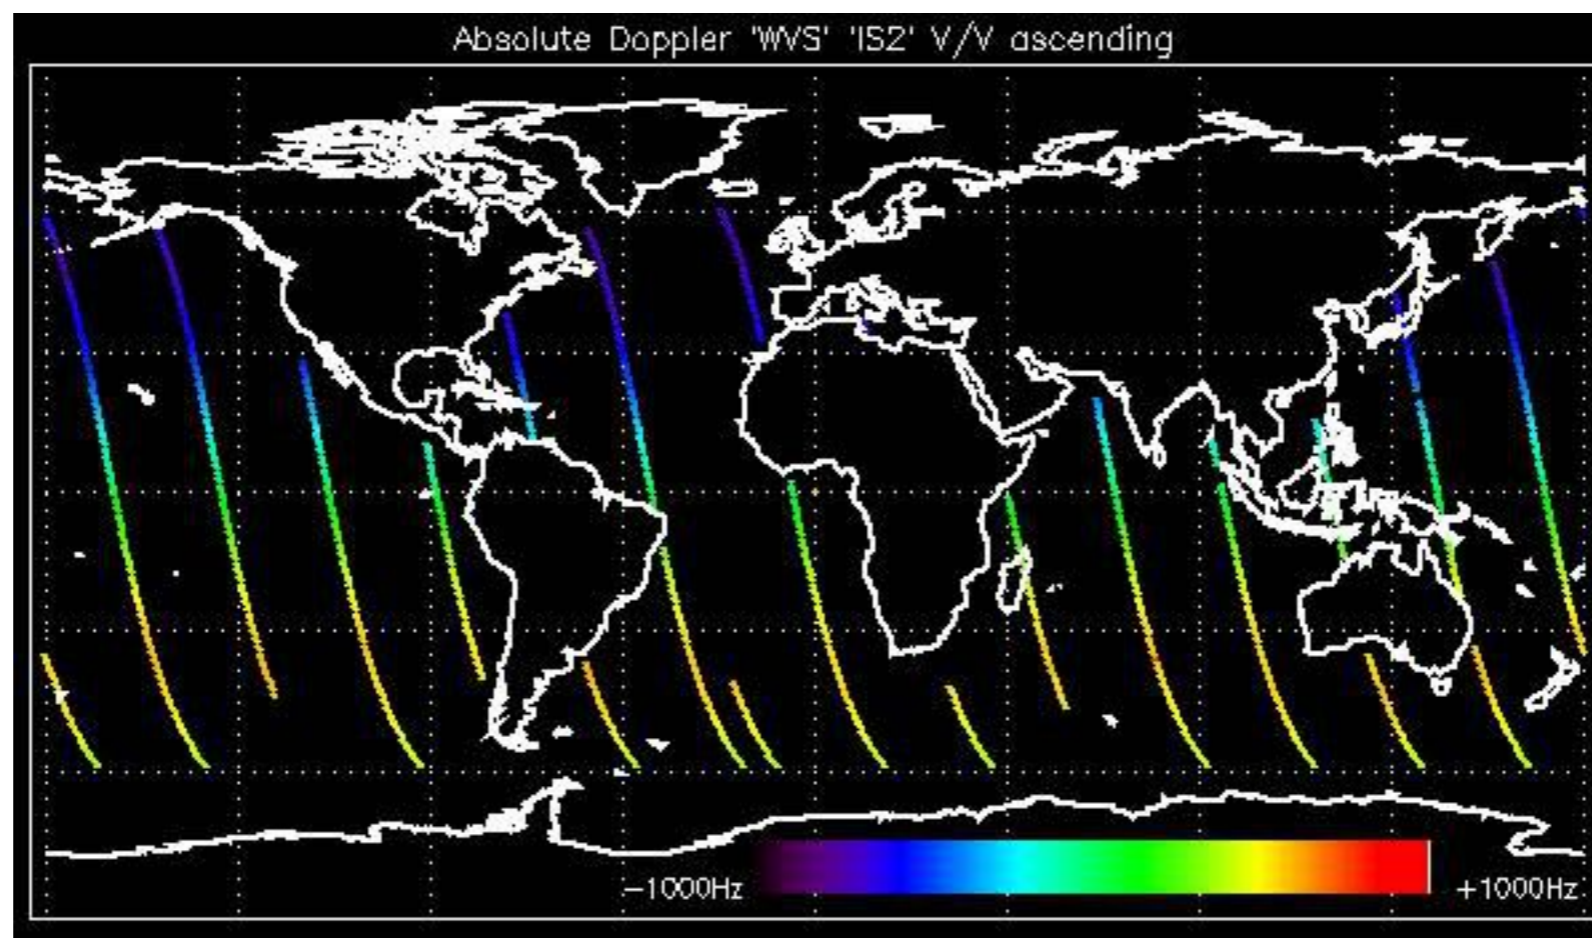 Absolute Doppler 'WVS' 'IS2' V/V ascending
-1000Hz
+1000Hz